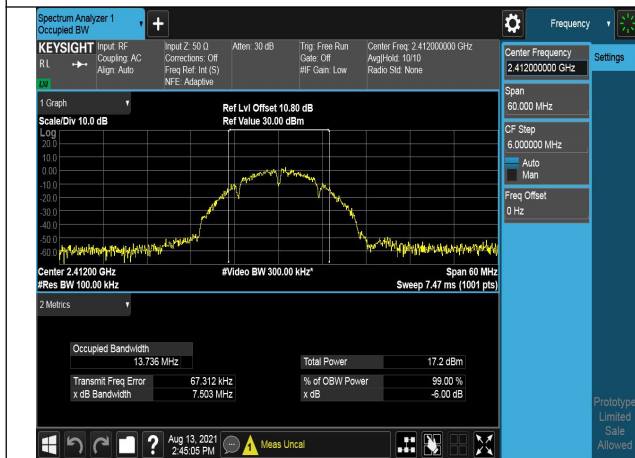 Spectrum Analyzer 1
Occupied BW
Frequency
KEYSIGHT
R L
Input: RF
Coupling: AC
Align: Auto
Input Z: 50 Ω
Corrections: Off
Freq Ref: Int (S)
NFE: Adaptive
Atten: 30 dB
Trig: Free Run
Gate: Off
#IF Gain: Low
Center Freq: 2.412000000 GHz
Avg|Hold: 10/10
Radio Std: None
Center Frequency
2.412000000 GHz
Settings
Span
60.000 MHz
CF Step
6.000000 MHz
Auto
Man
Freq Offset
0 Hz
1 Graph
Scale/Div 10.0 dB
Ref Lvl Offset 10.80 dB
Ref Value 30.00 dBm
Log
20.0
10.0
0.00
-10.0
-20.0
-30.0
-40.0
-50.0
-60.0
Center 2.41200 GHz
#Video BW 300.00 kHz*
Span 60 MHz
#Res BW 100.00 kHz
Sweep 7.47 ms (1001 pts)
2 Metrics
Occupied Bandwidth
13.736 MHz
Total Power
17.2 dBm
Transmit Freq Error
67.312 kHz
% of OBW Power
99.00 %
x dB Bandwidth
7.503 MHz
x dB
-6.00 dB
Prototype
Limited
Sale
Allowed
?
Aug 13, 2021
2:45:05 PM
1
Meas Uncal